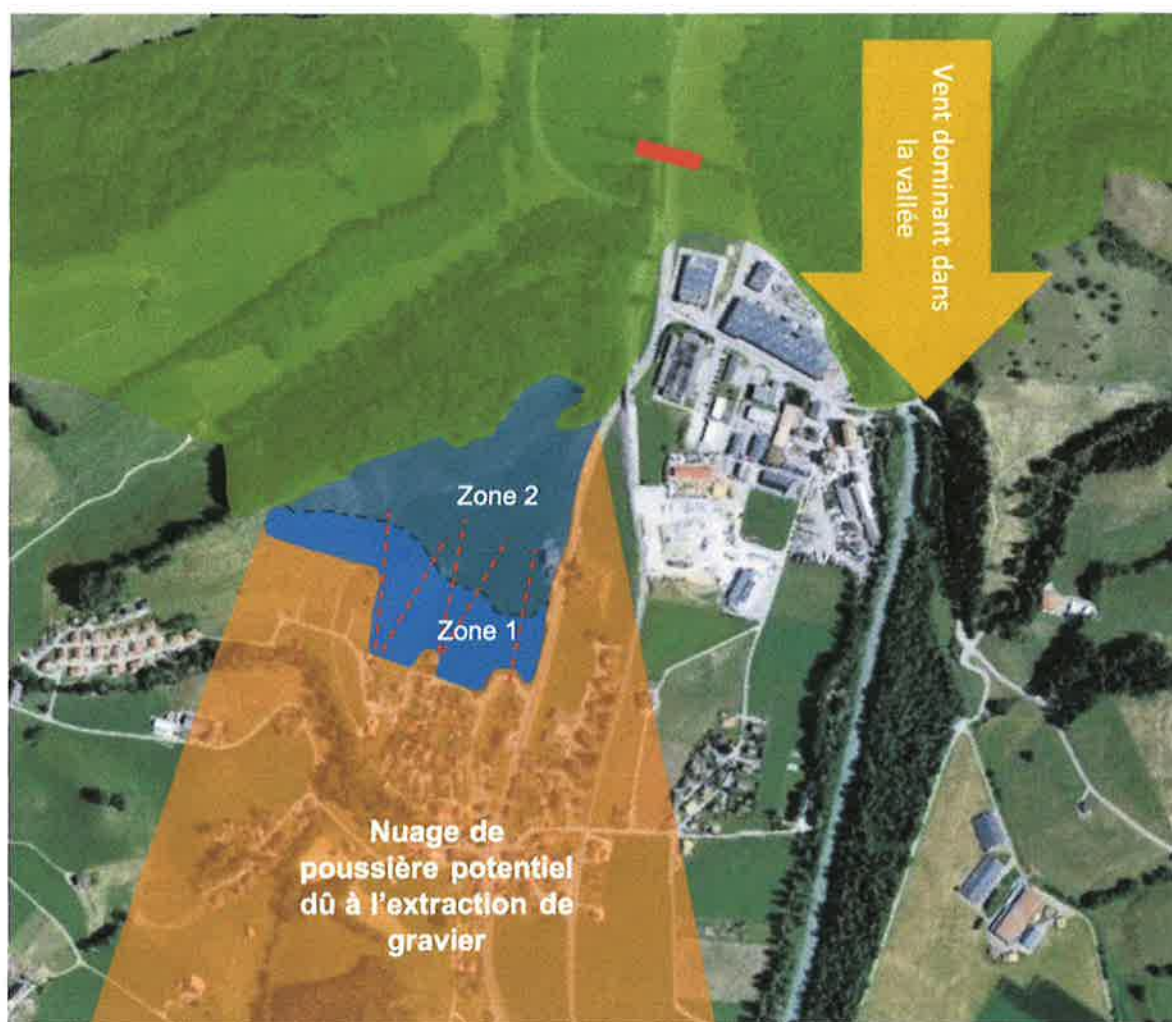 Vent dominant dans
la vallée
Zone 2
Zone 1
Nuage de
poussière potentiel
dû à l'extraction de
gravier